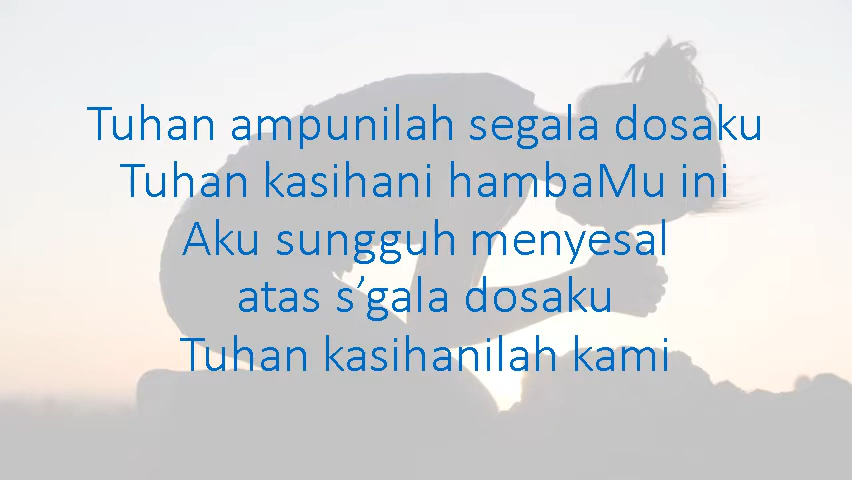 Tuhan ampunilah segala dosaku
Tuhan kasihani hambaMu ini
Aku sungguh menyesal
atas s’gala dosaku
Tuhan kasihanilah kami